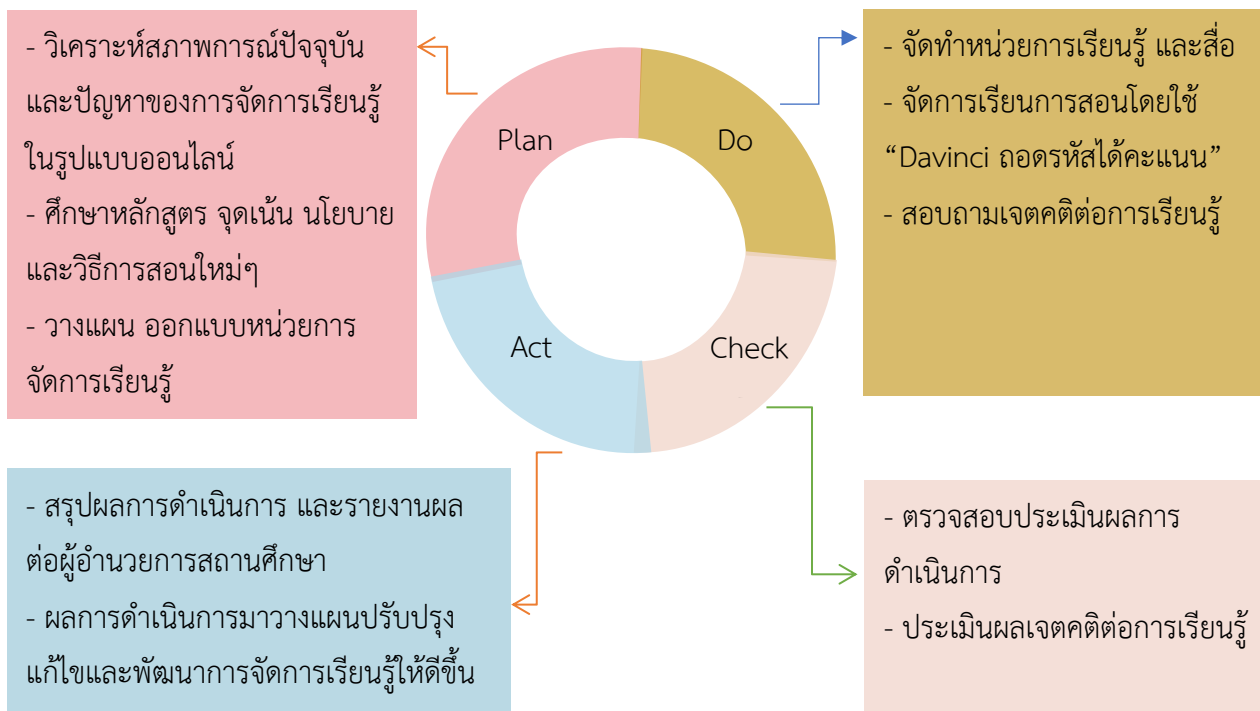 - วิเคราะห์สภาพการณ์ปัจจุบัน
และปัญหาของการจัดการเรียนรู้
ในรูปแบบออนไลน์
- ศึกษาหลักสูตร จุดเน้น นโยบาย
และวิธีการสอนใหม่ๆ
- วางแผน ออกแบบหน่วยการ
จัดการเรียนรู้
Plan
Do
- จัดทำหน่วยการเรียนรู้ และสื่อ
- จัดการเรียนการสอนโดยใช้
“Davinci ถอดรหัสได้คะแนน”
- สอบถามเจตคติต่อการเรียนรู้
Act
Check
- สรุปผลการดำเนินการ และรายงานผล
ต่อผู้อำนวยการสถานศึกษา
- ผลการดำเนินการมาวางแผนปรับปรุง
แก้ไขและพัฒนาการจัดการเรียนรู้ให้ดีขึ้น
- ตรวจสอบประเมินผลการ
ดำเนินการ
- ประเมินผลเจตคติต่อการเรียนรู้